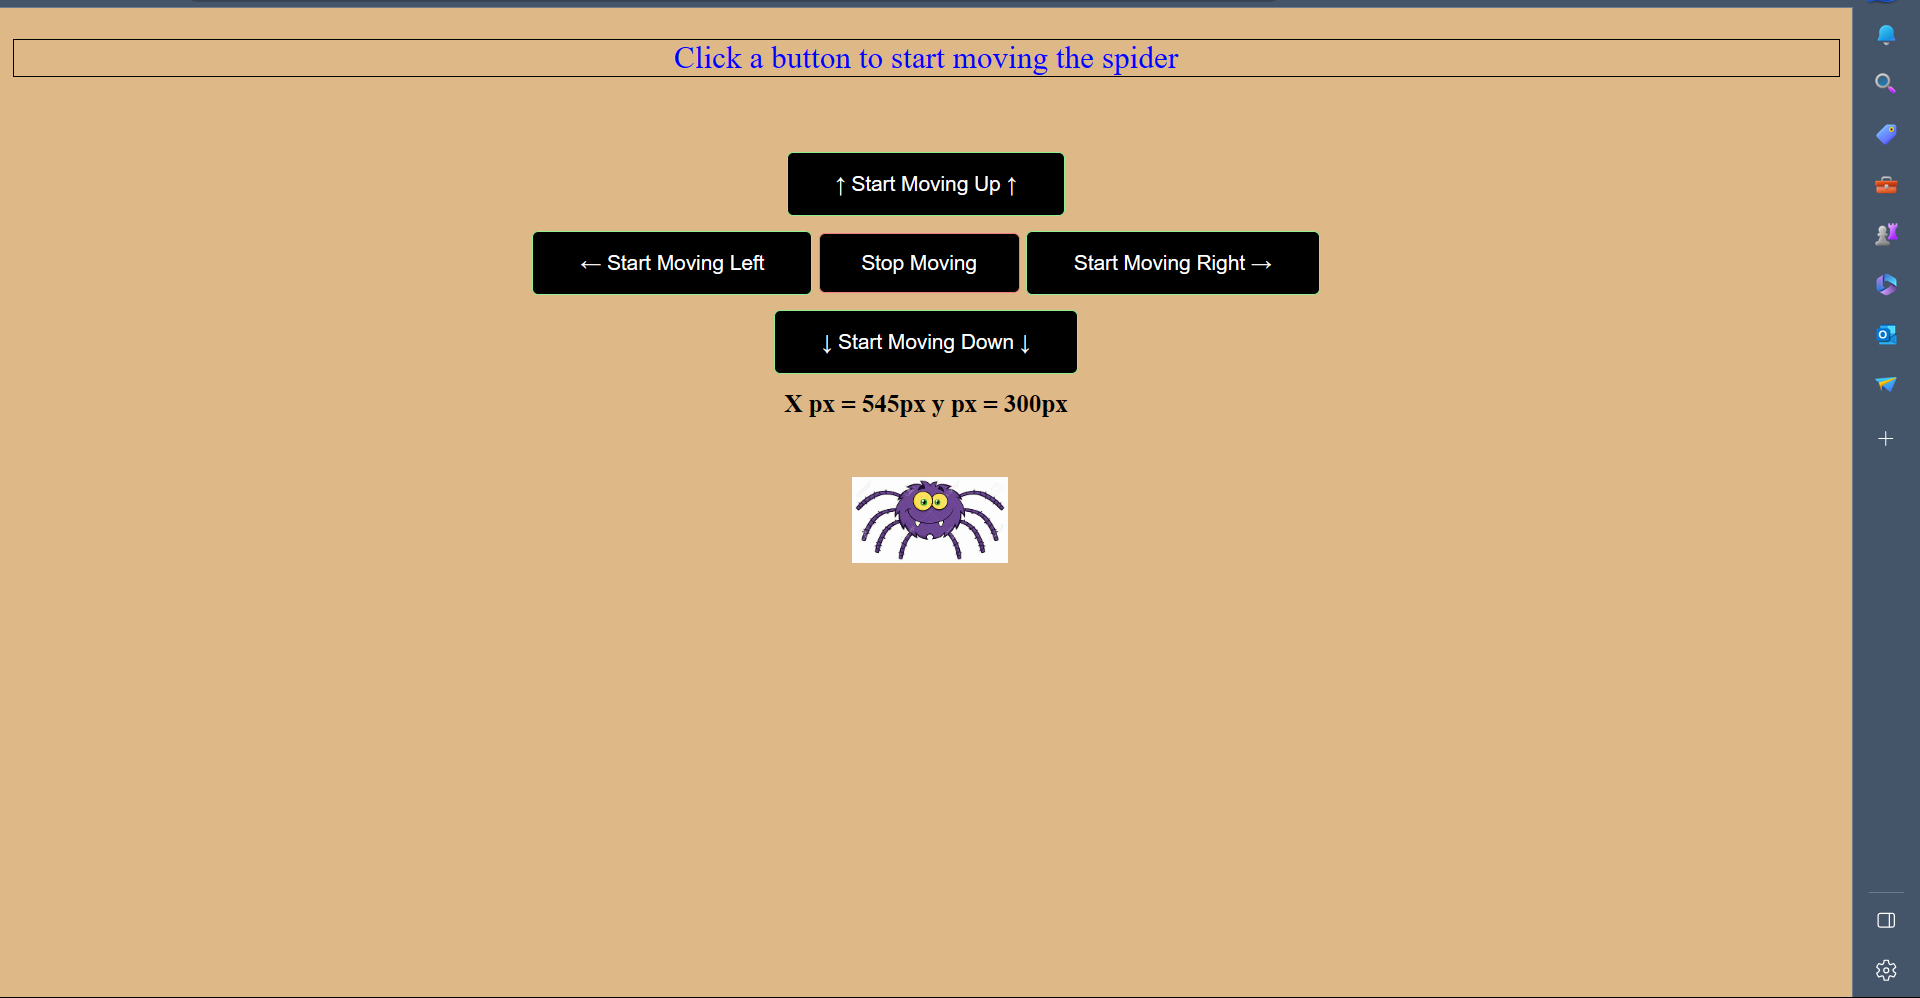 Click a button to start moving the spider
↑ Start Moving Up ↑
← Start Moving Left
Stop Moving
Start Moving Right →
↓ Start Moving Down ↓
X px = 545px y px = 300px